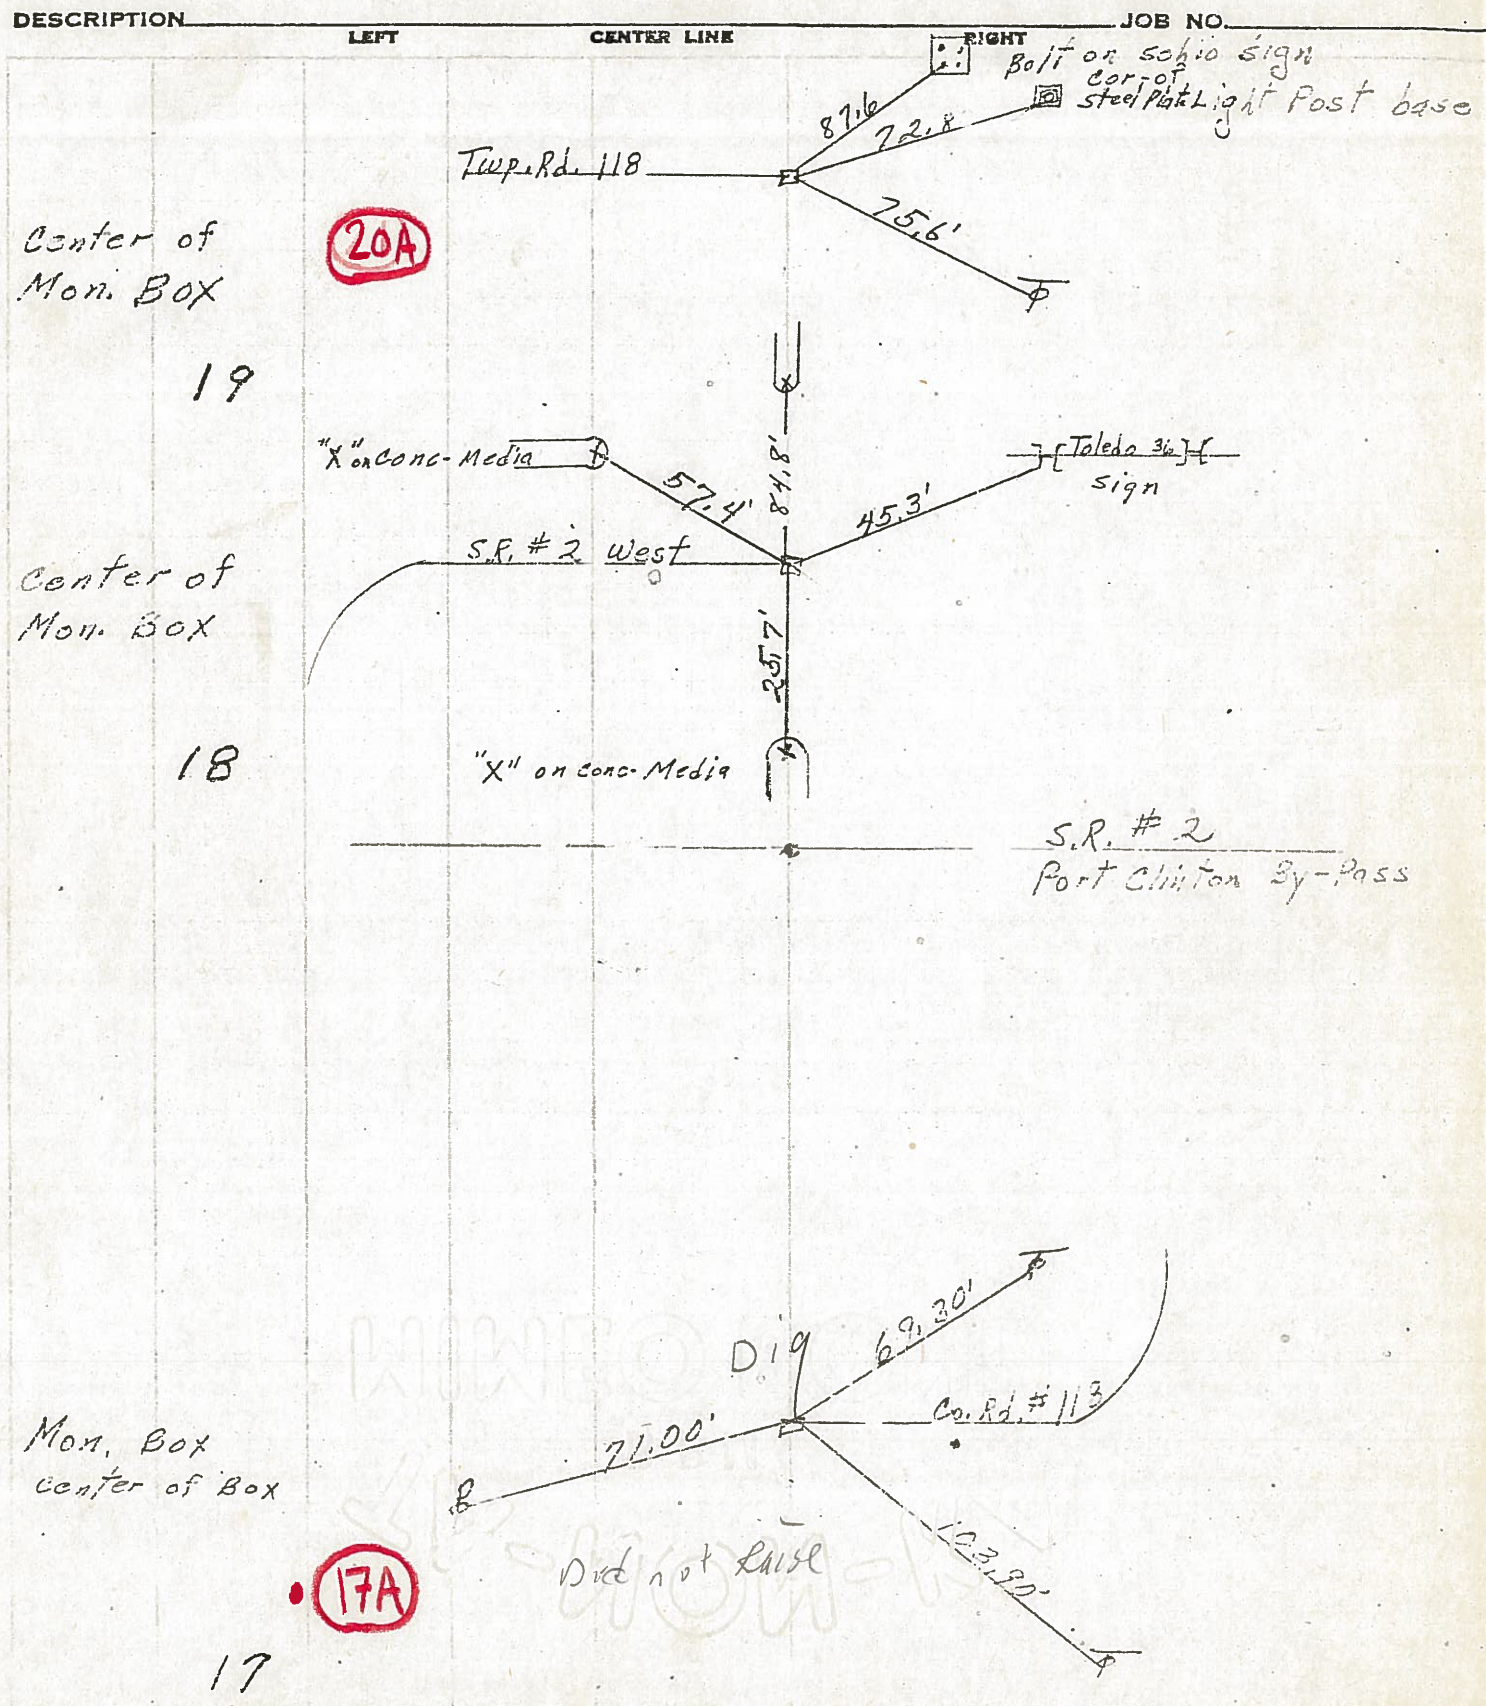 DESCRIPTION JOB NO.
LEFT CENTER LINE RIGHT
Bolt on sohio sign
cor-of
steel Plate Light Post base
87.6
72.8
Twp. Rd. 118
75.6'
Center of
Mon. Box
20A
19
"X" on conc-Media
57.4'
84.8'
45.3'
Toledo 36
sign
S.R. # 2 West
Center of
Mon. Box
25.7'
18
"X" on conc-Media
S.R. # 2
Port Clinton By-Pass
Dig
69.30'
Co. Rd. # 113
71.00'
Mon. Box
center of Box
103.90'
Did not Raise
17A
17